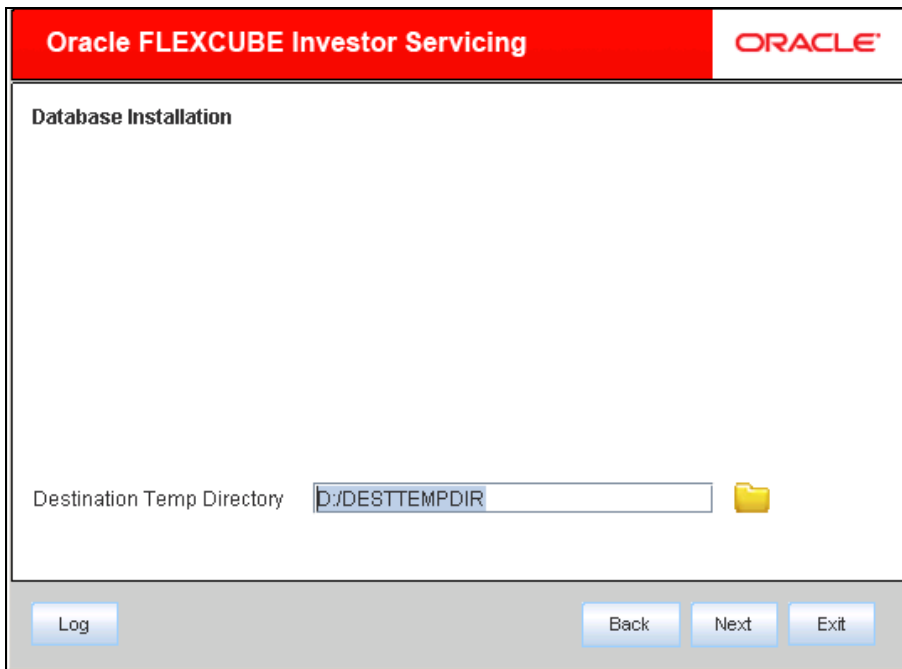 Oracle FLEXCUBE Investor Servicing
ORACLE
Database Installation
Destination Temp Directory D:/DESTTEMPDIR
Log Back Next Exit